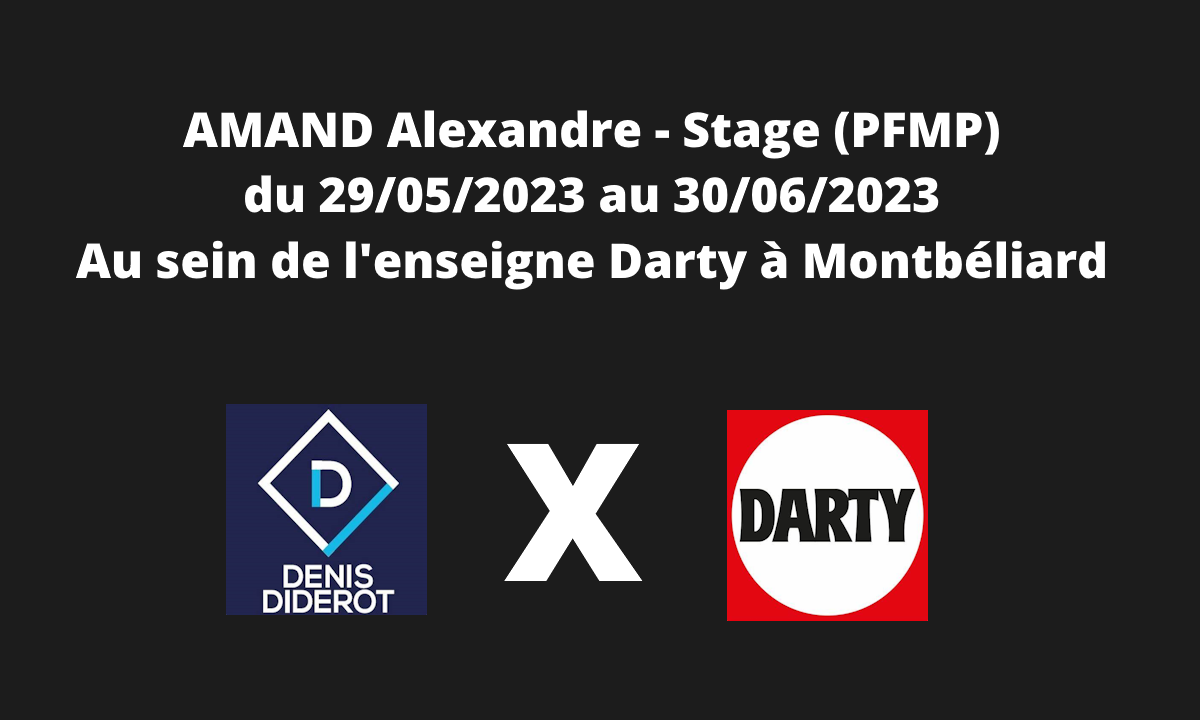 AMAND Alexandre - Stage (PFMP)
du 29/05/2023 au 30/06/2023
Au sein de l'enseigne Darty à Montbéliard
D
DENIS
DIDEROT
X
DARTY